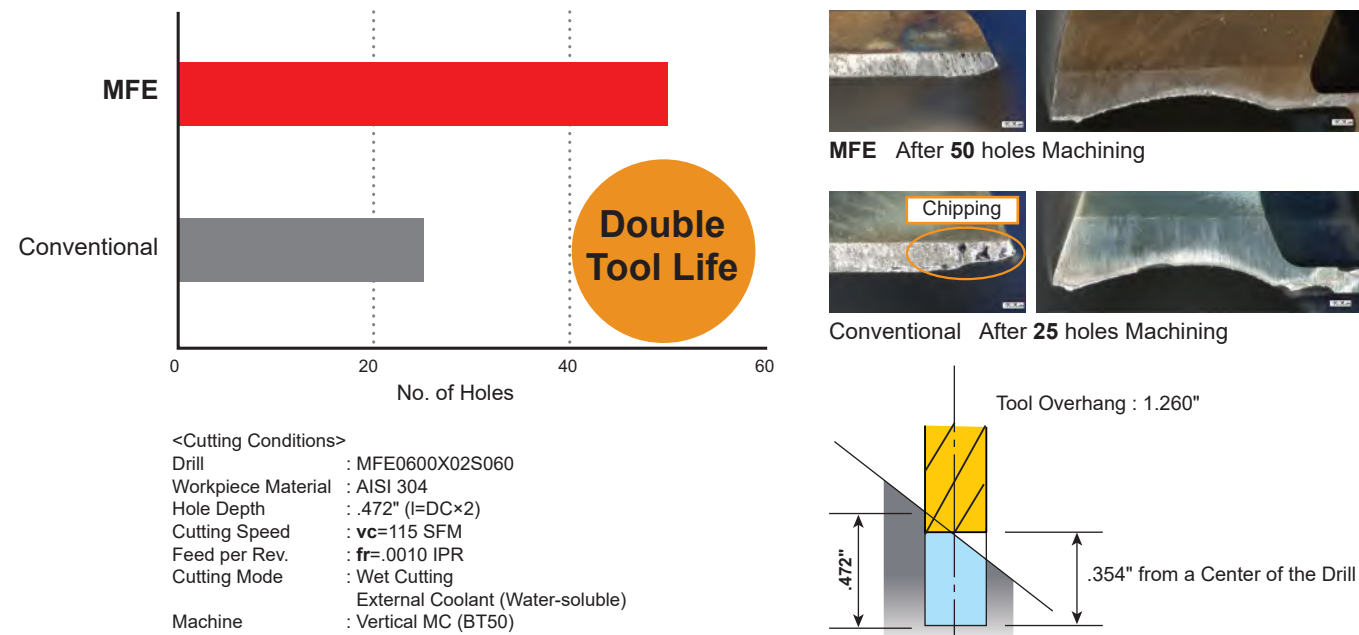 MFE
Conventional
Double
Tool Life
0
20
40
60
No. of Holes
<Cutting Conditions>
Drill : MFE0600X02S060
Workpiece Material : AISI 304
Hole Depth : .472" (l=DC×2)
Cutting Speed : vc=115 SFM
Feed per Rev. : fr=.0010 IPR
Cutting Mode : Wet Cutting
External Coolant (Water-soluble)
Machine : Vertical MC (BT50)
MFE After 50 holes Machining
Chipping
Conventional After 25 holes Machining
Tool Overhang : 1.260"
.472"
.354" from a Center of the Drill